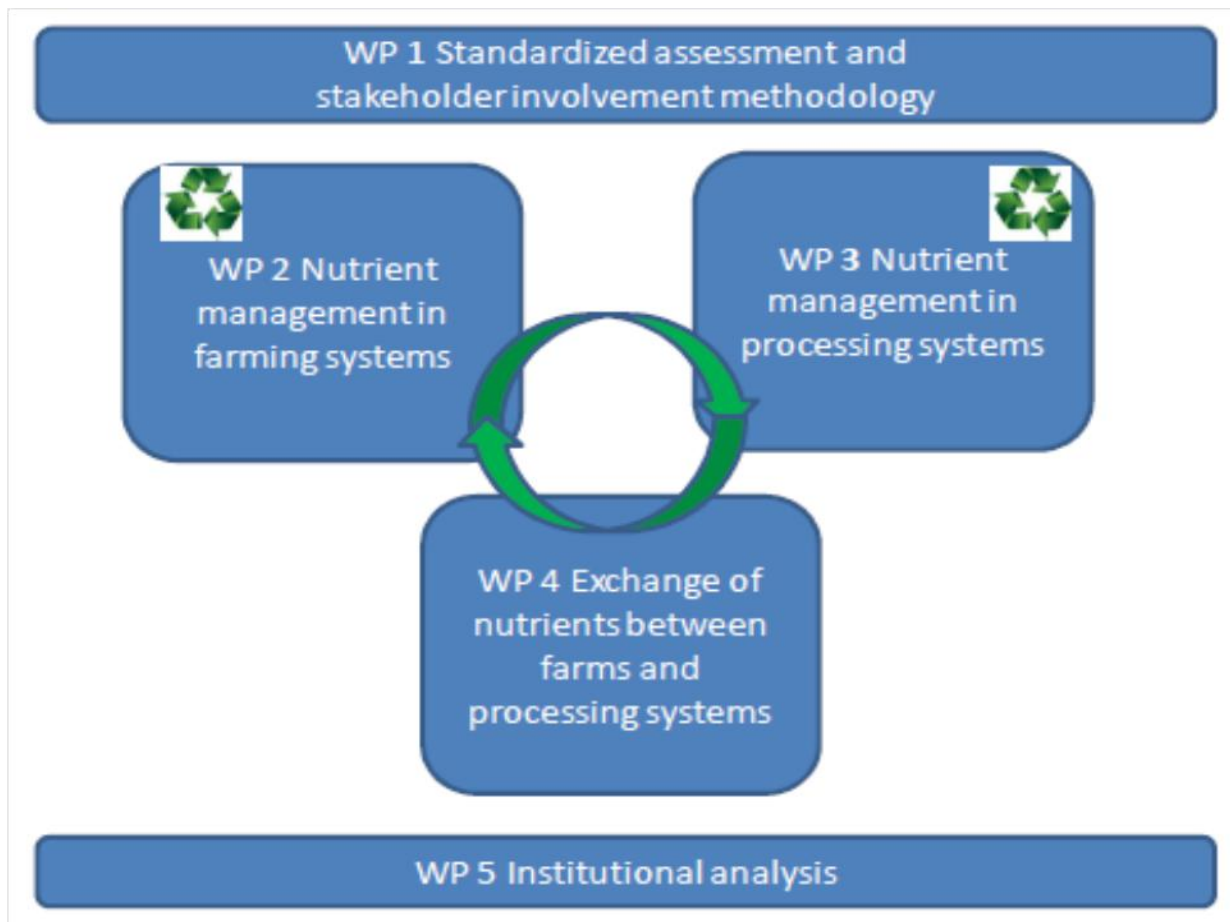 WP 1 Standardized assessment and
stakeholder involvement methodology
WP 2 Nutrient
management in
farming systems
WP 3 Nutrient
management in
processing systems
WP 4 Exchange of
nutrients between
farms and
processing systems
WP 5 Institutional analysis